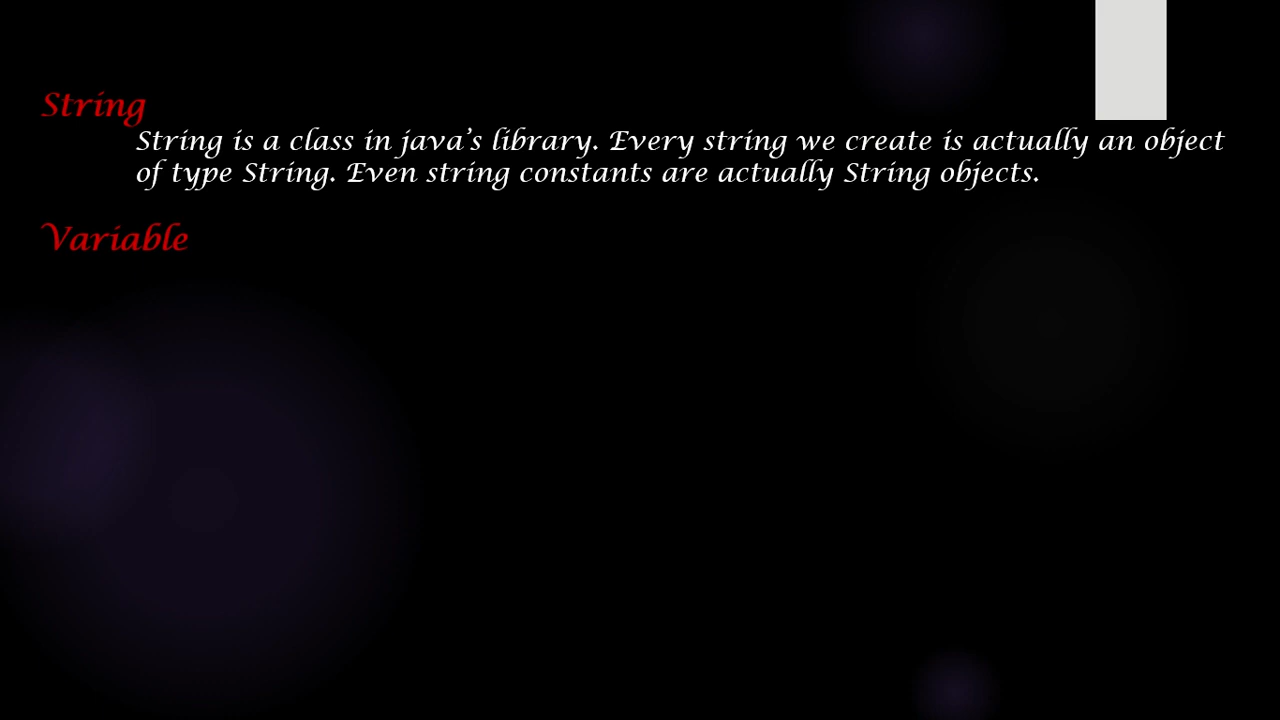 String
String is a class in java’s library. Every string we create is actually an object
of type String. Even string constants are actually String objects.
Variable